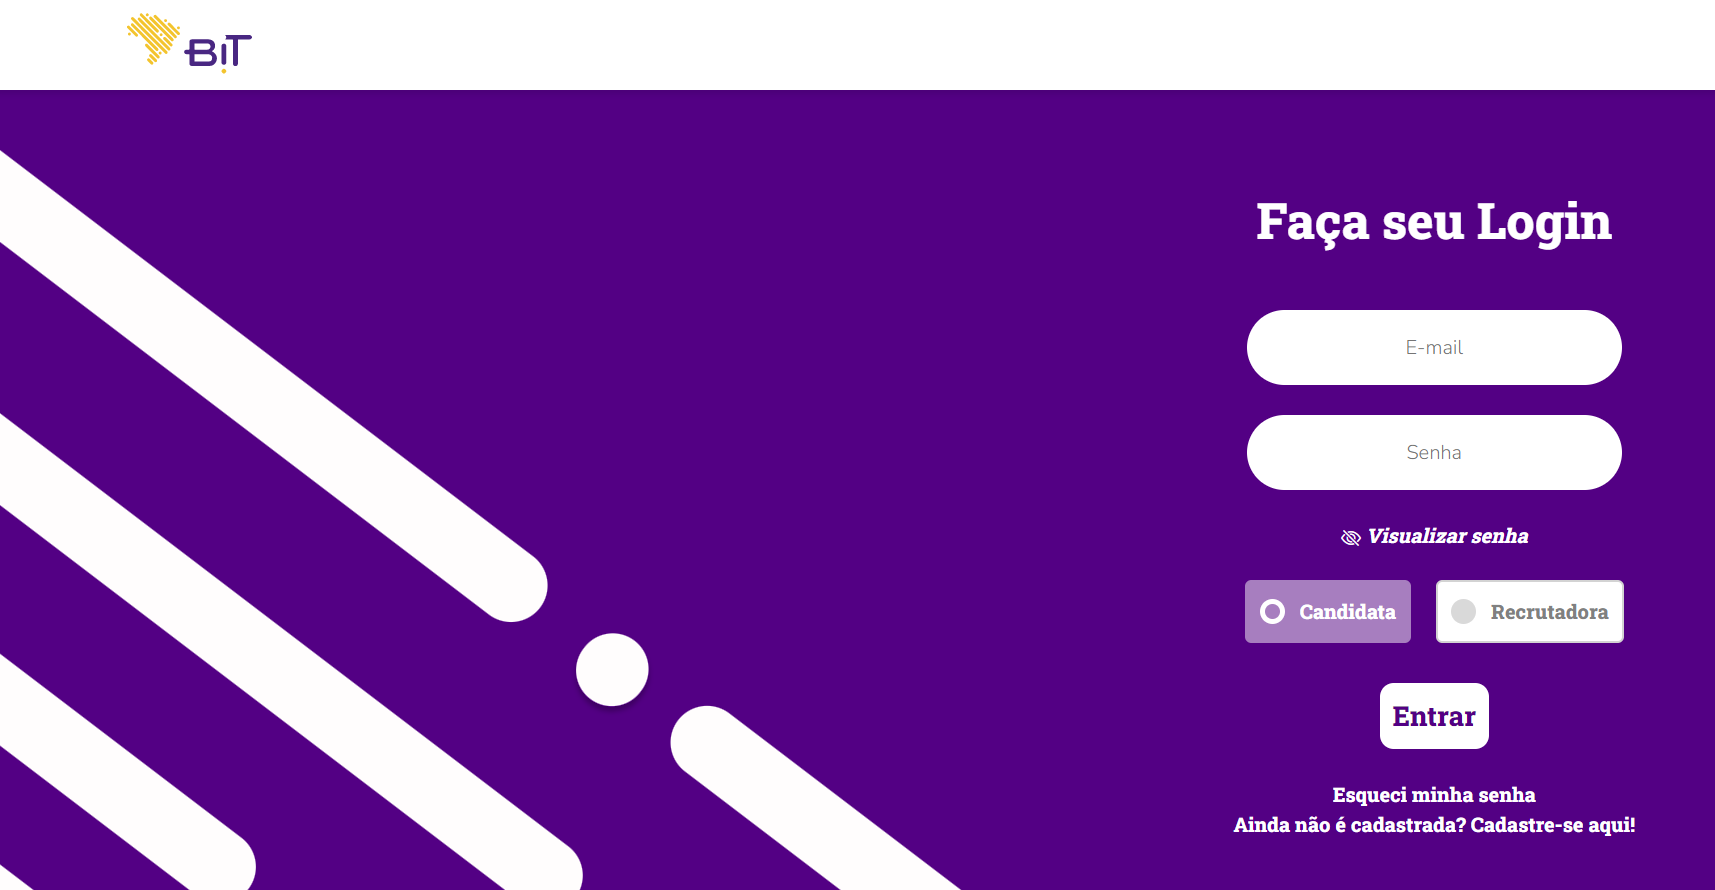 BiT
Faça seu Login
E-mail
Senha
Visualizar senha
Candidata Recrutadora
Entrar
Esqueci minha senha
Ainda não é cadastrada? Cadastre-se aqui!